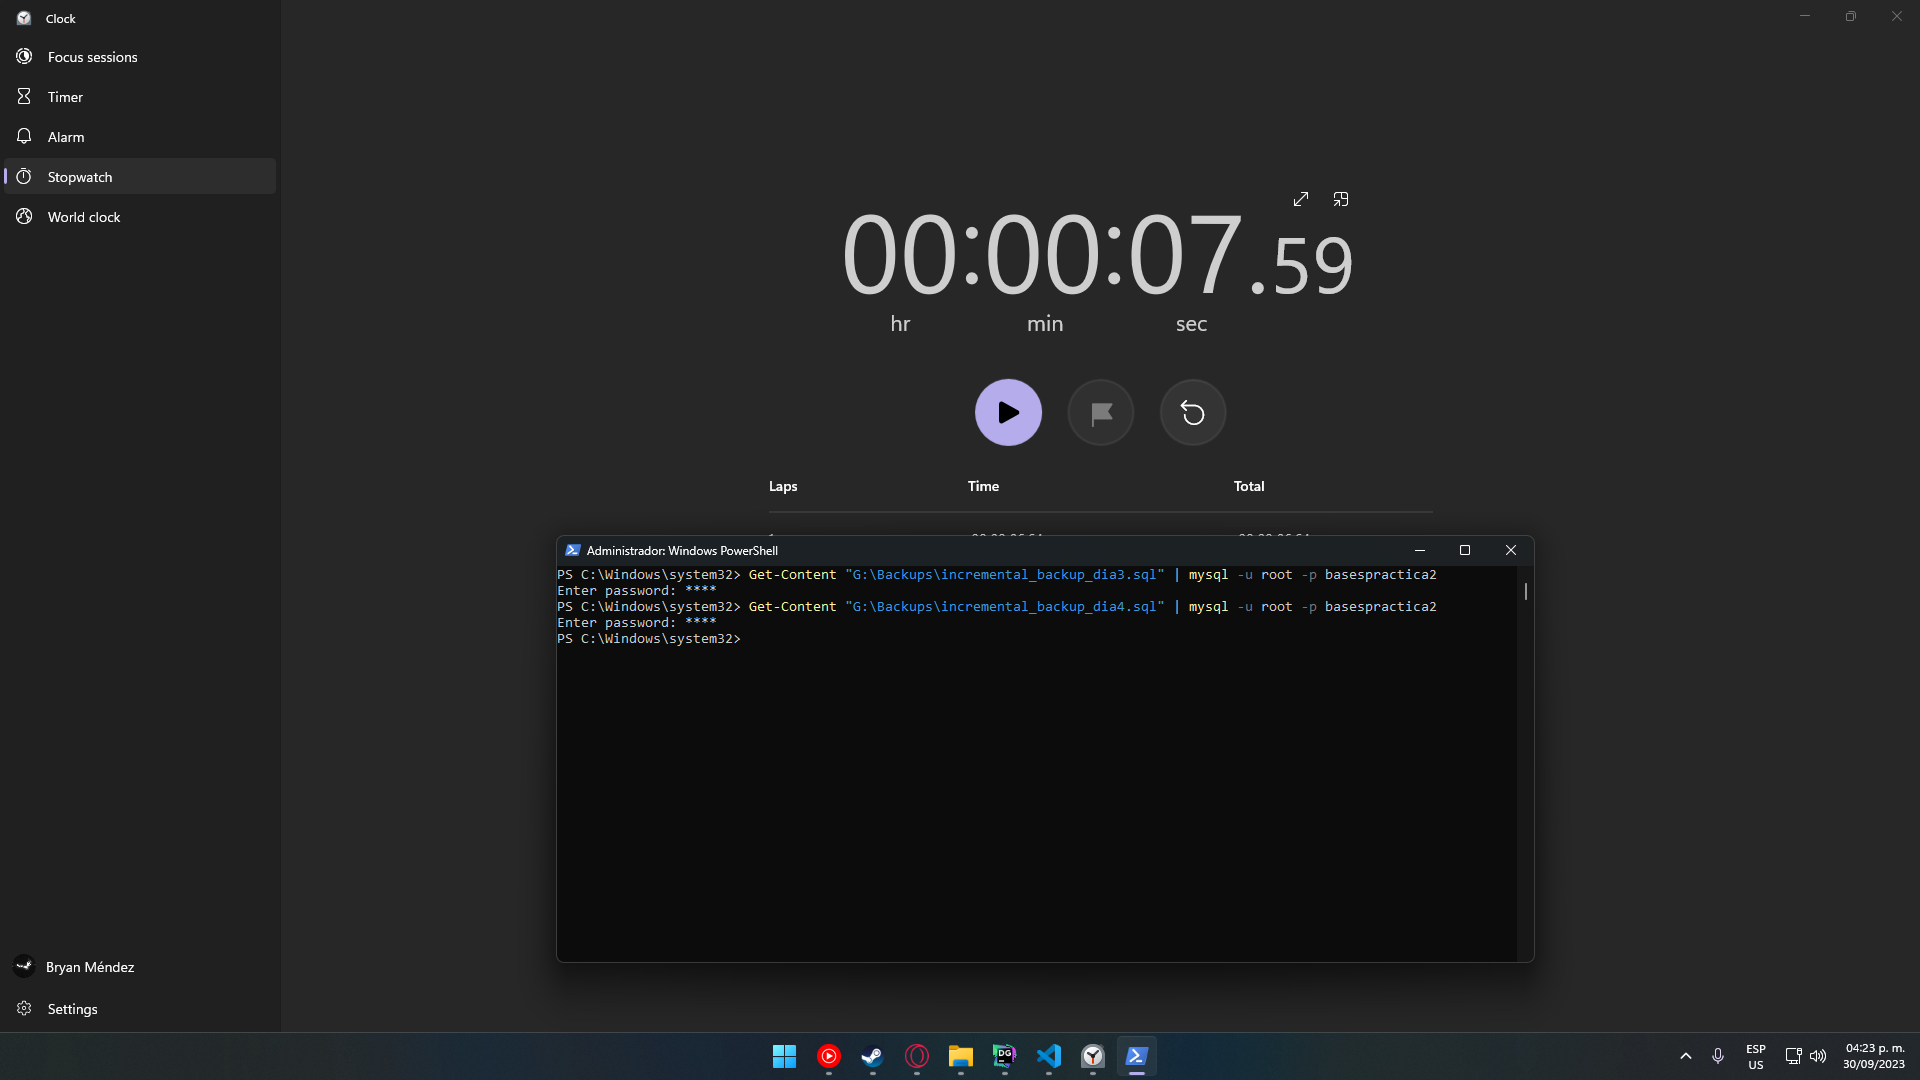 Clock
Focus sessions
Timer
Alarm
Stopwatch
World clock
00:00:07.59
hr min sec
Laps Time Total
Administrador: Windows PowerShell
PS C:\Windows\system32> Get-Content "G:\Backups\incremental_backup_dia3.sql" | mysql -u root -p basespractica2
Enter password: ****
PS C:\Windows\system32> Get-Content "G:\Backups\incremental_backup_dia4.sql" | mysql -u root -p basespractica2
Enter password: ****
PS C:\Windows\system32>
Bryan Méndez
Settings
DG
ESP
US
04:23 p. m.
30/09/2023